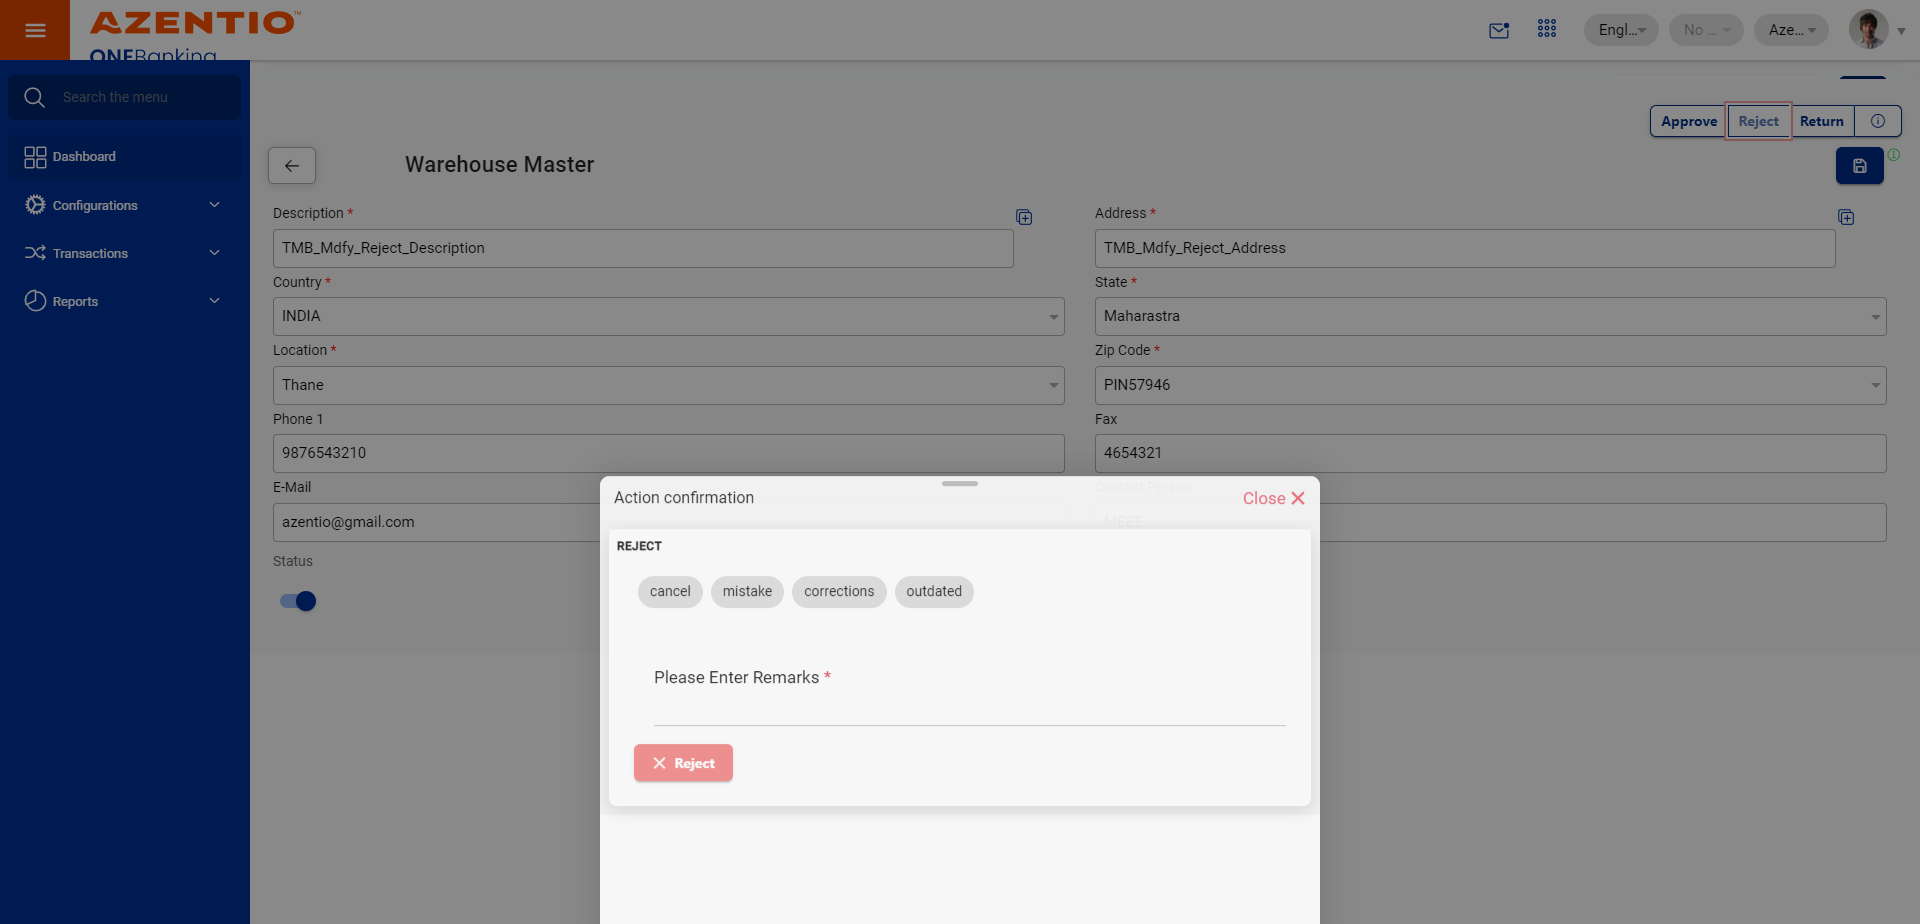 AZENTIO™
ONEBanking
Engl...
No ...
Aze...
Search the menu
Dashboard
Configurations
Transactions
Reports
Approve
Reject
Return
Warehouse Master
Description *
Address *
TMB_Mdfy_Reject_Description
TMB_Mdfy_Reject_Address
Country *
State *
INDIA
Maharastra
Location *
Zip Code *
Thane
PIN57946
Phone 1
Fax
9876543210
4654321
E-Mail
Contact Person
azentio@gmail.com
MEEE
Status
Action confirmation
Close
REJECT
cancel
mistake
corrections
outdated
Please Enter Remarks *
Reject